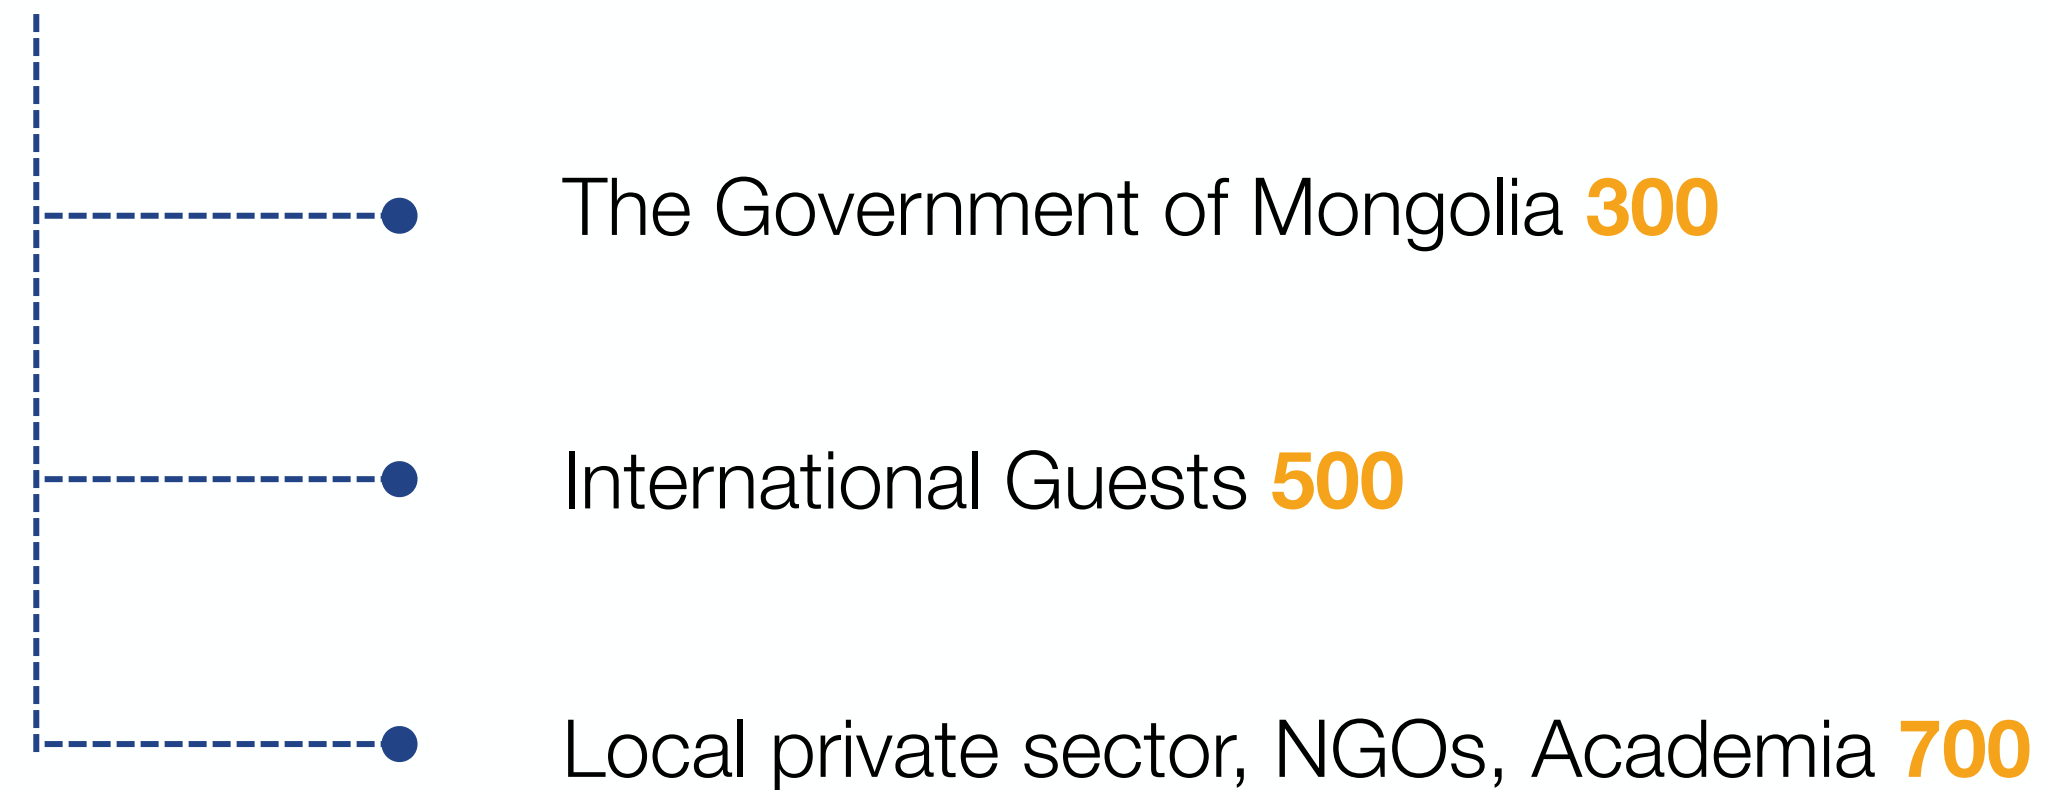 The Government of Mongolia 300
International Guests 500
Local private sector, NGOs, Academia 700